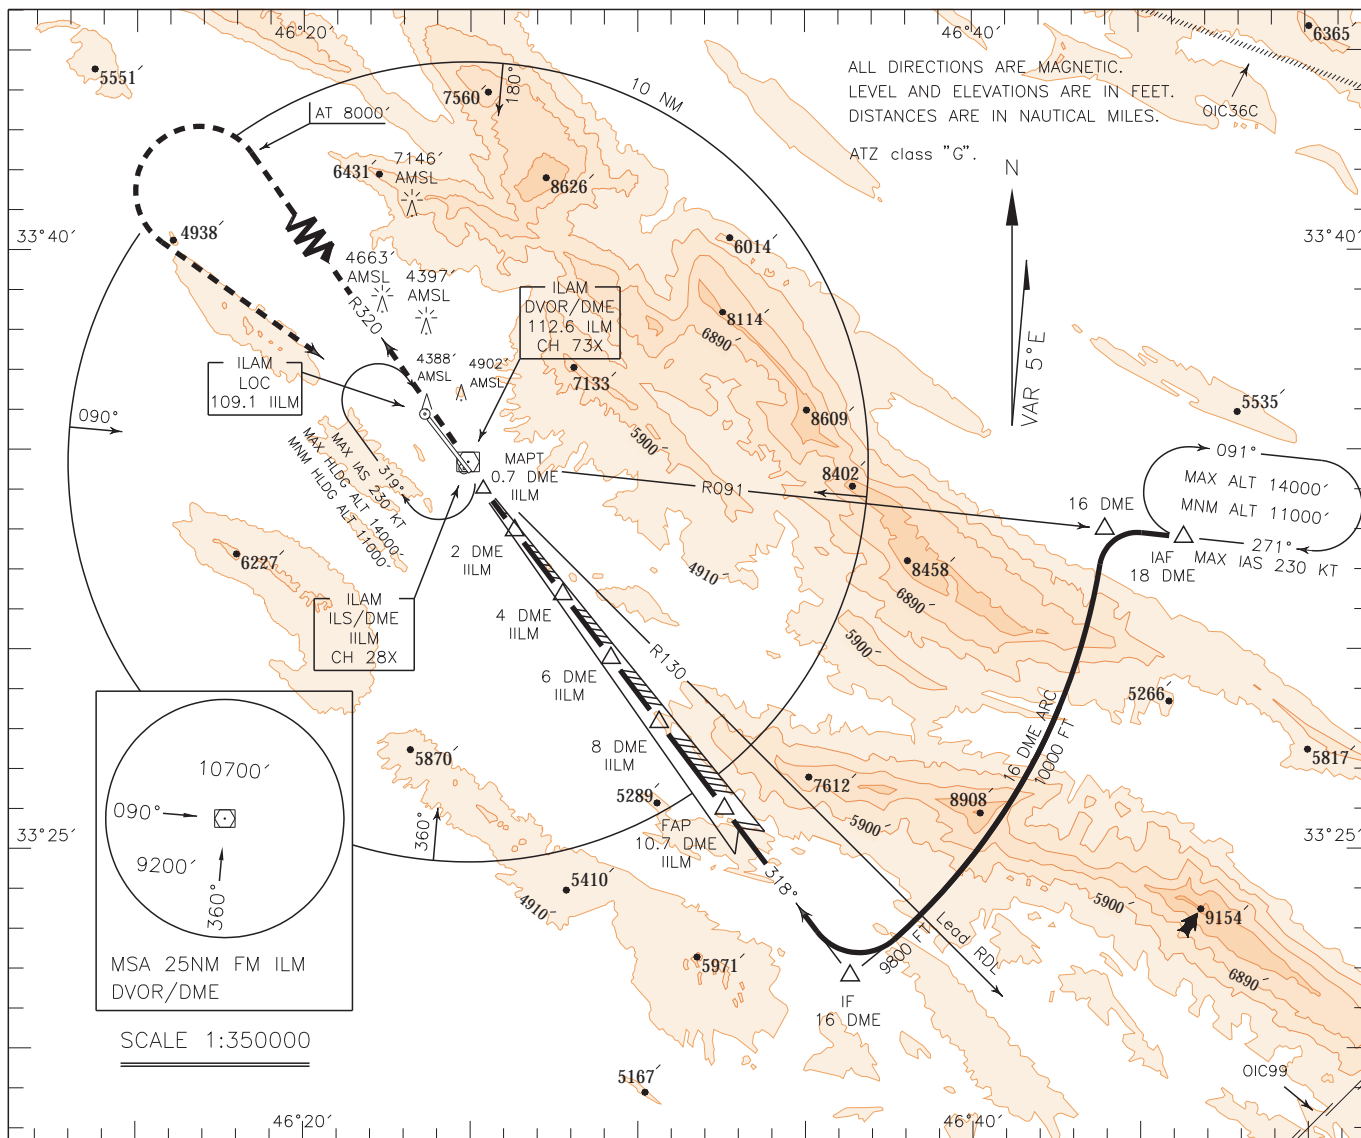 46°20´
46°40´
6365´
5551´
7560´
180°
10 NM
ALL DIRECTIONS ARE MAGNETIC.
LEVEL AND ELEVATIONS ARE IN FEET.
DISTANCES ARE IN NAUTICAL MILES.
ATZ class "G".
OIC36C
AT 8000´
N
6431´
7146´
AMSL
8626´
4938´
33°40´
33°40´
6014´
4663´
AMSL
4397´
AMSL
R320
ILAM
DVOR/DME
112.6 ILM
CH 73X
8114´
6890´
VAR 5°E
ILAM
LOC
109.1 IILM
4388´
AMSL
4902´
AMSL
7133´
090°
5900´
8609´
5535´
319°
MAX IAS 230 KT
MAX HLDG ALT 14000´
MNM HLDG ALT 11000´
MAPT
0.7 DME
IILM
R091
8402´
16 DME
091°
MAX ALT 14000´
MNM ALT 11000´
271°
MAX IAS 230 KT
IAF
18 DME
6227´
2 DME
IILM
4910´
8458´
6890´
ILAM
ILS/DME
IILM
CH 28X
4 DME
IILM
5900´
R130
6 DME
IILM
5266´
16 DME ARC
10000 FT
8 DME
IILM
5870´
5817´
10700´
090°
9200´
360°
MSA 25NM FM ILM
DVOR/DME
7612´
5289´
8908´
5900´
360°
FAP
10.7 DME
IILM
33°25´
33°25´
318°
5410´
4910´
5900´
9154´
9800 FT
Lead RDL
5971´
6890´
IF
16 DME
SCALE 1:350000
5167´
OIC99
46°20´
46°40´